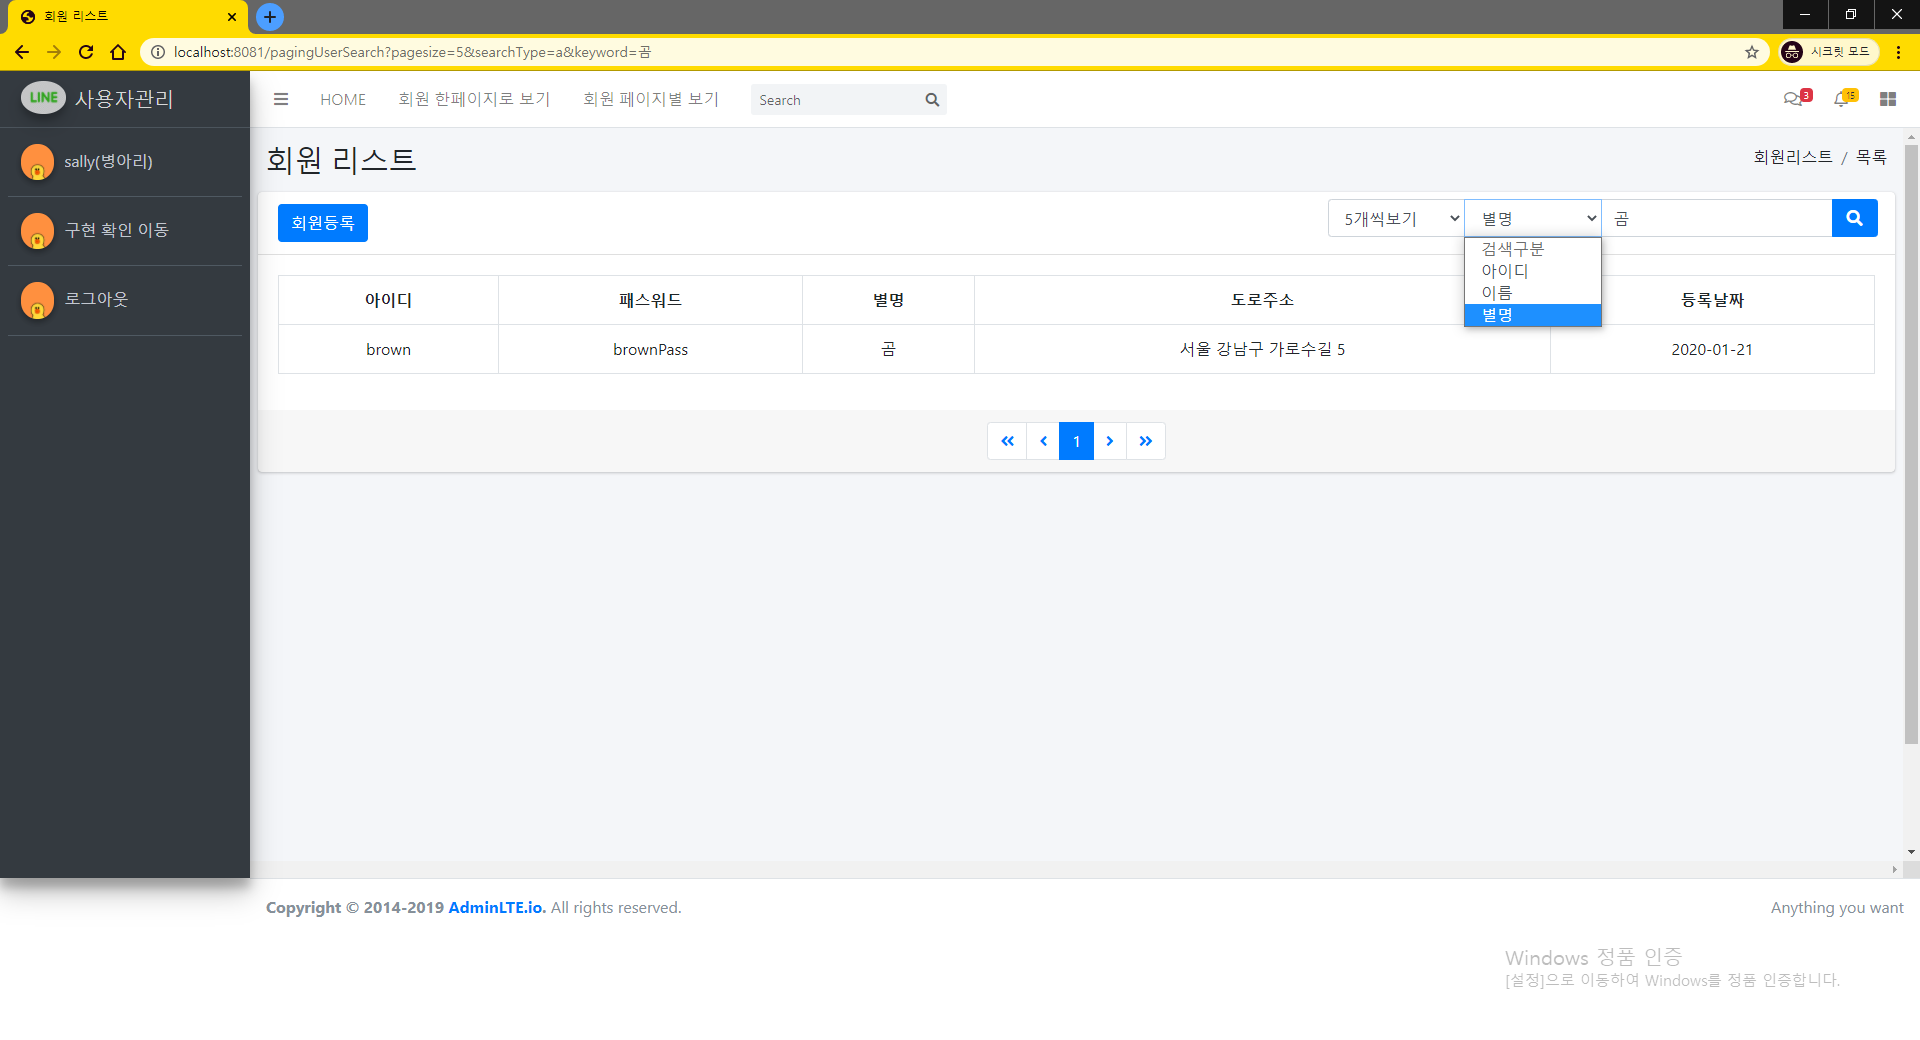 회원 리스트
localhost:8081/pagingUserSearch?pagesize=5&searchType=a&keyword=곰
시크릿 모드
LINE 사용자관리
HOME 회원 한페이지로 보기 회원 페이지별 보기 Search
3 15
sally(병아리)
구현 확인 이동
로그아웃
회원 리스트
회원리스트 / 목록
회원등록
5개씩보기 별명 곰
검색구분
아이디
이름
별명
아이디 패스워드 별명 도로주소 등록날짜
brown brownPass 곰 서울 강남구 가로수길 5 2020-01-21
1
Copyright © 2014-2019 AdminLTE.io. All rights reserved.
Anything you want
Windows 정품 인증
[설정]으로 이동하여 Windows를 정품 인증합니다.